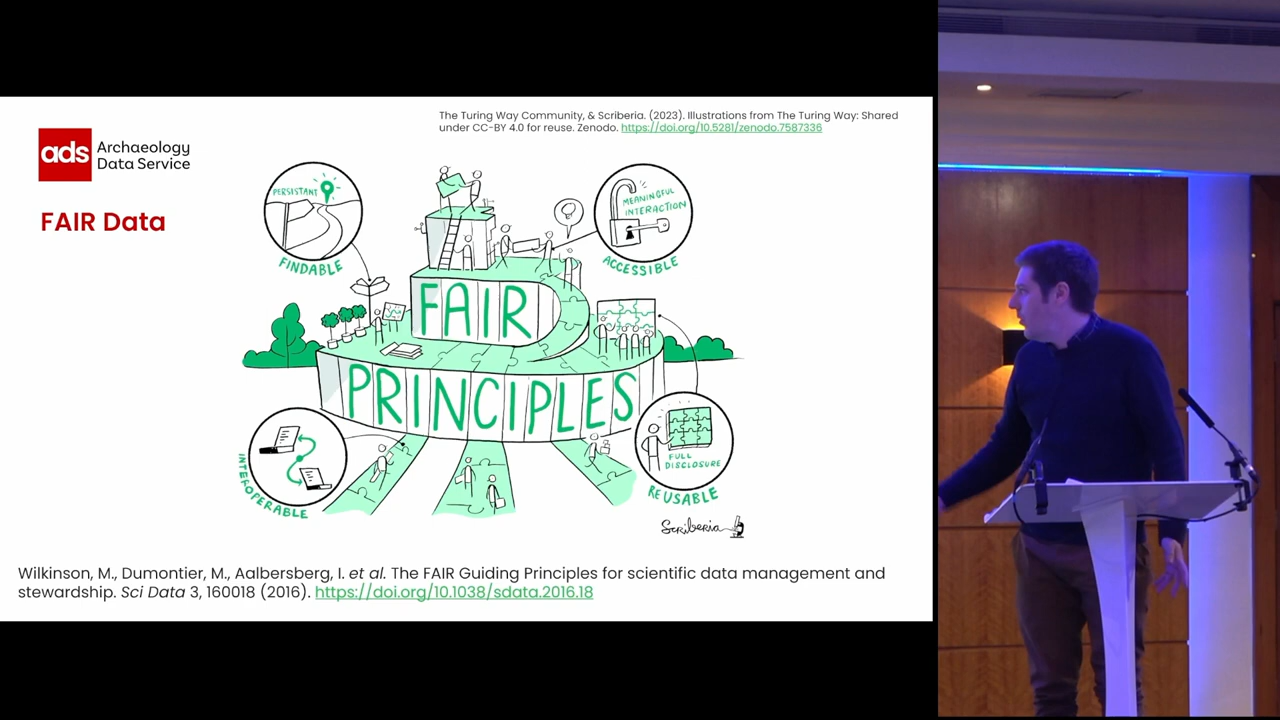 The Turing Way Community, & Scriberia. (2023). Illustrations from The Turing Way: Shared
under CC-BY 4.0 for reuse. Zenodo. https://doi.org/10.5281/zenodo.7587336
ads Archaeology
Data Service
FAIR Data
PERSISTANT
FINDABLE
MEANINGFUL
INTERACTION
ACCESSIBLE
FAIR
PRINCIPLES
INTEROPERABLE
FULL
DISCLOSURE
REUSABLE
Scriberia
Wilkinson, M., Dumontier, M., Aalbersberg, I. et al. The FAIR Guiding Principles for scientific data management and
stewardship. Sci Data 3, 160018 (2016). https://doi.org/10.1038/sdata.2016.18